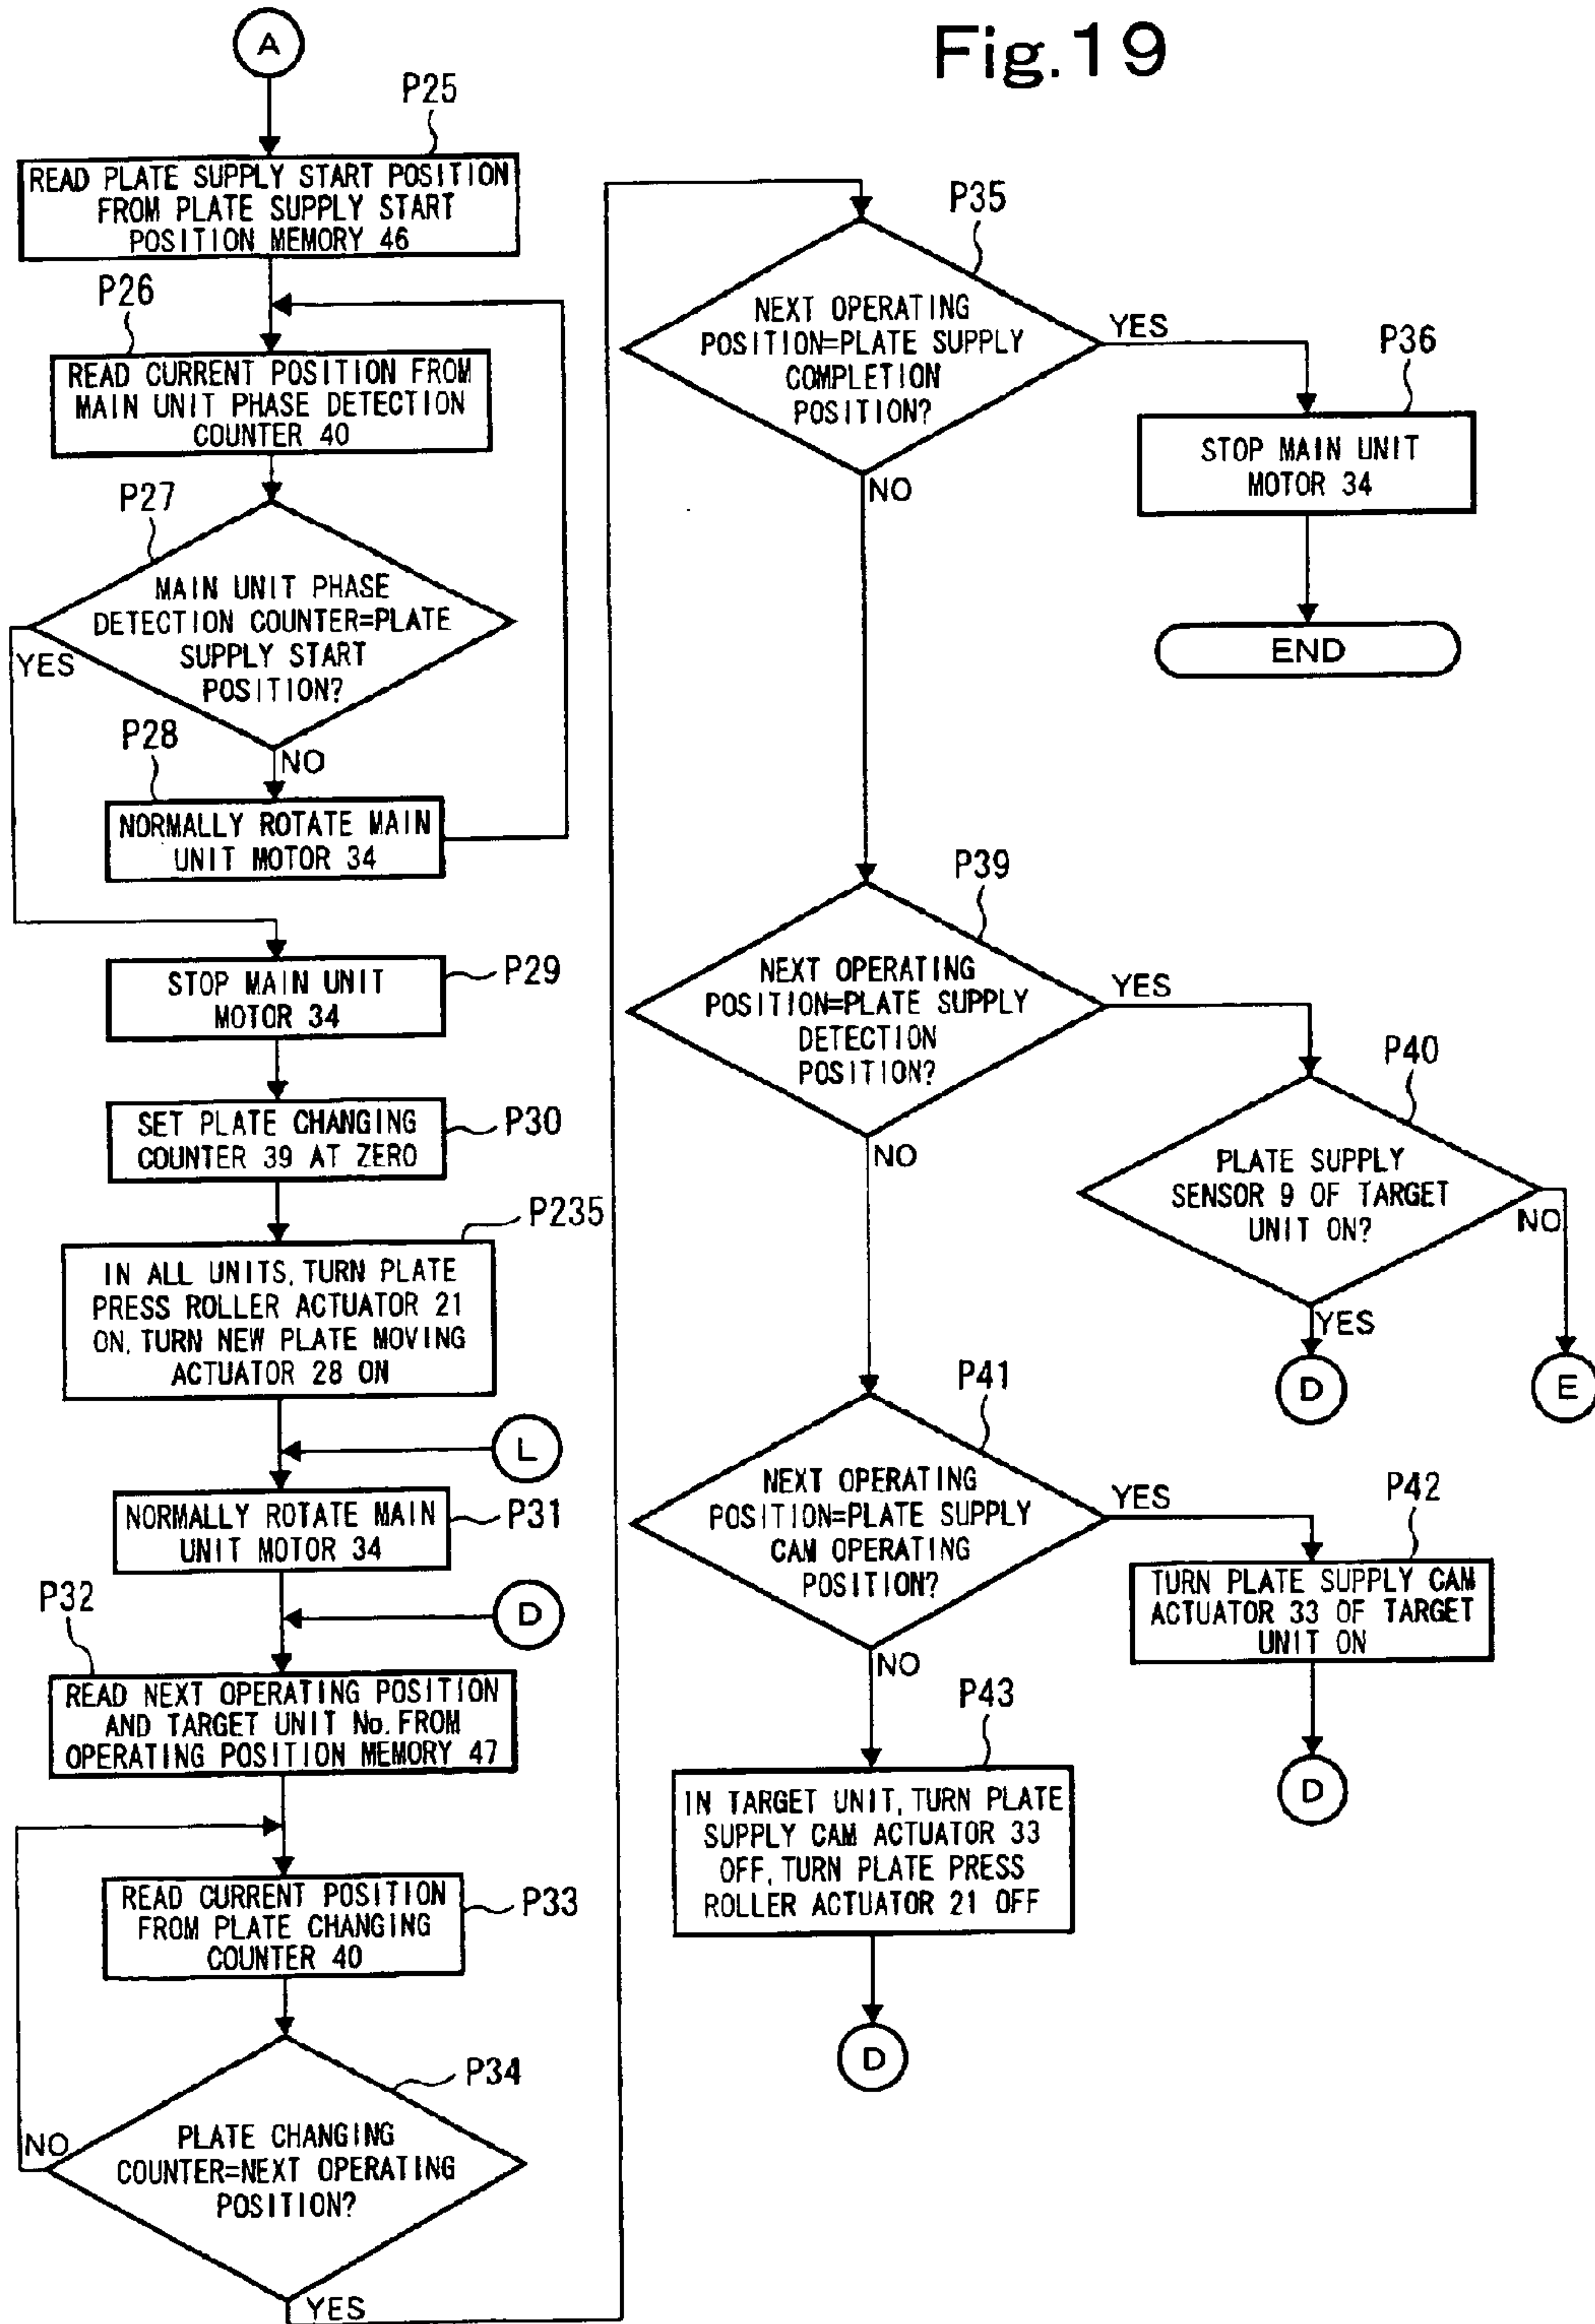 Fig.19
A
P25
READ PLATE SUPPLY START POSITION
FROM PLATE SUPPLY START
POSITION MEMORY 46
P26
READ CURRENT POSITION FROM
MAIN UNIT PHASE DETECTION
COUNTER 40
P27
MAIN UNIT PHASE
DETECTION COUNTER=PLATE
SUPPLY START
POSITION?
YES
NO
P28
NORMALLY ROTATE MAIN
UNIT MOTOR 34
STOP MAIN UNIT
MOTOR 34
P29
SET PLATE CHANGING
COUNTER 39 AT ZERO
P30
P235
IN ALL UNITS, TURN PLATE
PRESS ROLLER ACTUATOR 21
ON, TURN NEW PLATE MOVING
ACTUATOR 28 ON
L
NORMALLY ROTATE MAIN
UNIT MOTOR 34
P31
D
P32
READ NEXT OPERATING POSITION
AND TARGET UNIT No. FROM
OPERATING POSITION MEMORY 47
READ CURRENT POSITION
FROM PLATE CHANGING
COUNTER 40
P33
P34
PLATE CHANGING
COUNTER=NEXT OPERATING
POSITION?
NO
YES
P35
NEXT OPERATING
POSITION=PLATE SUPPLY
COMPLETION
POSITION?
YES
NO
P36
STOP MAIN UNIT
MOTOR 34
END
P39
NEXT OPERATING
POSITION=PLATE SUPPLY
DETECTION
POSITION?
YES
NO
P40
PLATE SUPPLY
SENSOR 9 OF TARGET
UNIT ON?
NO
YES
D
E
P41
NEXT OPERATING
POSITION=PLATE SUPPLY
CAM OPERATING
POSITION?
YES
NO
P42
TURN PLATE SUPPLY CAM
ACTUATOR 33 OF TARGET
UNIT ON
D
P43
IN TARGET UNIT, TURN PLATE
SUPPLY CAM ACTUATOR 33
OFF, TURN PLATE PRESS
ROLLER ACTUATOR 21 OFF
D